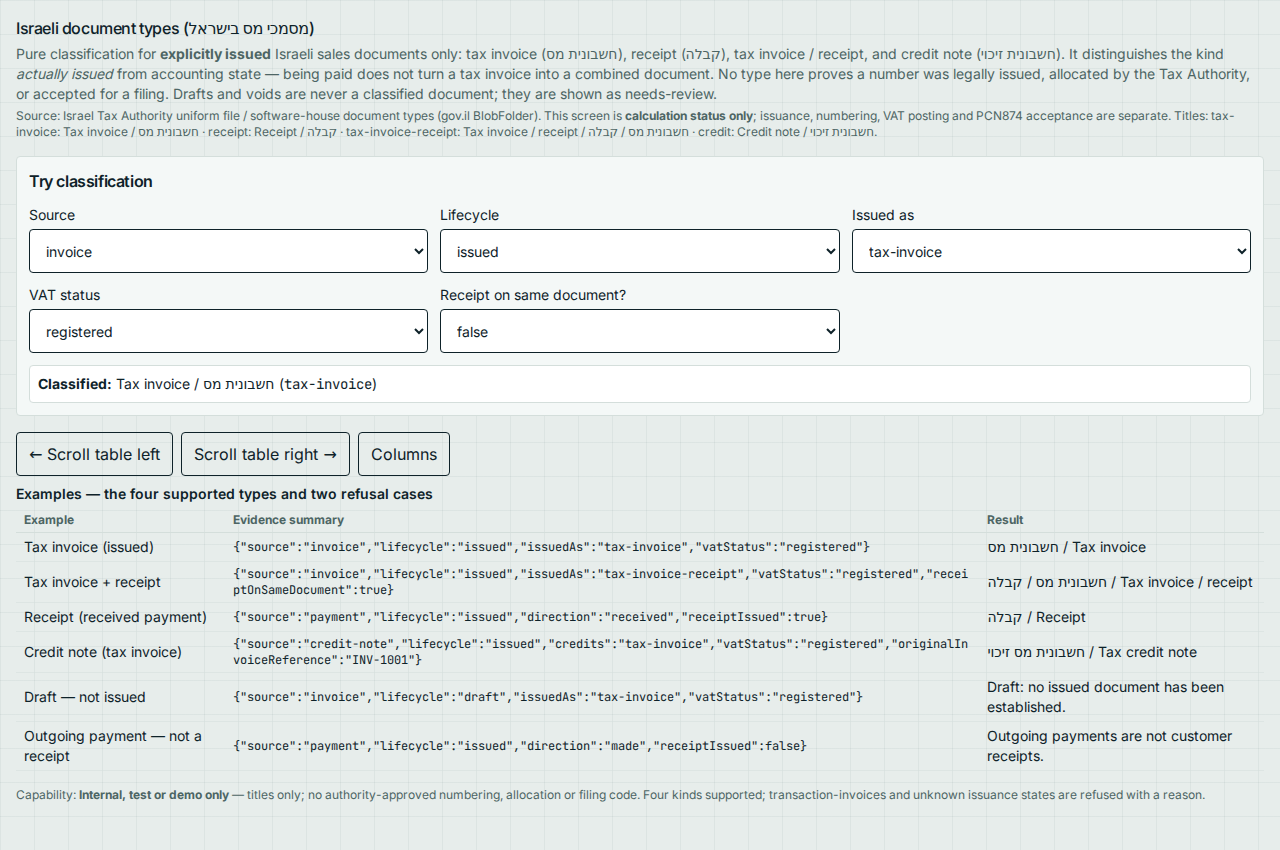 Israeli document types (מסמכי מס בישראל)
Pure classification for explicitly issued Israeli sales documents only: tax invoice (חשבונית מס), receipt (קבלה), tax invoice / receipt, and credit note (חשבונית זיכוי). It distinguishes the kind
actually issued from accounting state — being paid does not turn a tax invoice into a combined document. No type here proves a number was legally issued, allocated by the Tax Authority,
or accepted for a filing. Drafts and voids are never a classified document; they are shown as needs-review.
Source: Israel Tax Authority uniform file / software-house document types (gov.il BlobFolder). This screen is calculation status only; issuance, numbering, VAT posting and PCN874 acceptance are separate. Titles: tax-
invoice: Tax invoice / חשבונית מס · receipt: Receipt / קבלה · tax-invoice-receipt: Tax invoice / receipt / חשבונית מס / קבלה · credit: Credit note / חשבונית זיכוי.
Try classification
Source Lifecycle Issued as
invoice issued tax-invoice
VAT status Receipt on same document?
registered false
Classified: Tax invoice / חשבונית מס (tax-invoice)
← Scroll table left Scroll table right → Columns
Examples — the four supported types and two refusal cases
Example Evidence summary Result
Tax invoice (issued) {"source":"invoice","lifecycle":"issued","issuedAs":"tax-invoice","vatStatus":"registered"} חשבונית מס / Tax invoice
Tax invoice + receipt {"source":"invoice","lifecycle":"issued","issuedAs":"tax-invoice-receipt","vatStatus":"registered","recei
ptOnSameDocument":true} חשבונית מס / קבלה / Tax invoice / receipt
Receipt (received payment) {"source":"payment","lifecycle":"issued","direction":"received","receiptIssued":true} קבלה / Receipt
Credit note (tax invoice) {"source":"credit-note","lifecycle":"issued","credits":"tax-invoice","vatStatus":"registered","originalIn
voiceReference":"INV-1001"} חשבונית מס זיכוי / Tax credit note
Draft — not issued {"source":"invoice","lifecycle":"draft","issuedAs":"tax-invoice","vatStatus":"registered"} Draft: no issued document has been
established.
Outgoing payment — not a
receipt {"source":"payment","lifecycle":"issued","direction":"made","receiptIssued":false} Outgoing payments are not customer
receipts.
Capability: Internal, test or demo only — titles only; no authority-approved numbering, allocation or filing code. Four kinds supported; transaction-invoices and unknown issuance states are refused with a reason.